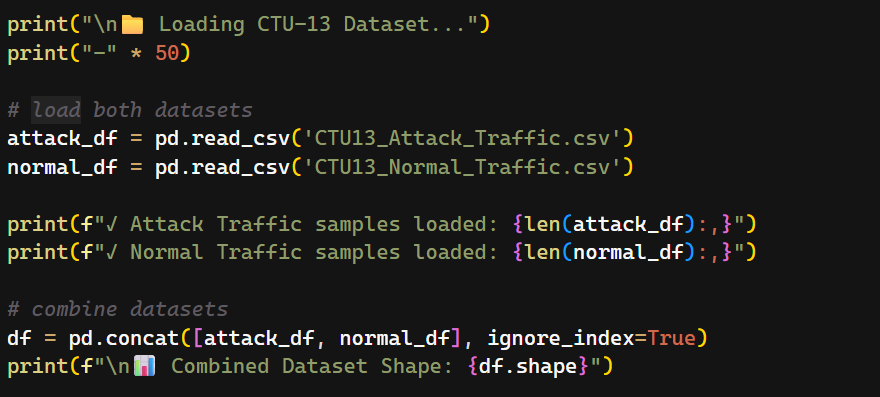 print("\n📁 Loading CTU-13 Dataset...")
print("-" * 50)
# load both datasets
attack_df = pd.read_csv('CTU13_Attack_Traffic.csv')
normal_df = pd.read_csv('CTU13_Normal_Traffic.csv')
print(f"√ Attack Traffic samples loaded: {len(attack_df):,}")
print(f"√ Normal Traffic samples loaded: {len(normal_df):,}")
# combine datasets
df = pd.concat([attack_df, normal_df], ignore_index=True)
print(f"\n📊 Combined Dataset Shape: {df.shape}")